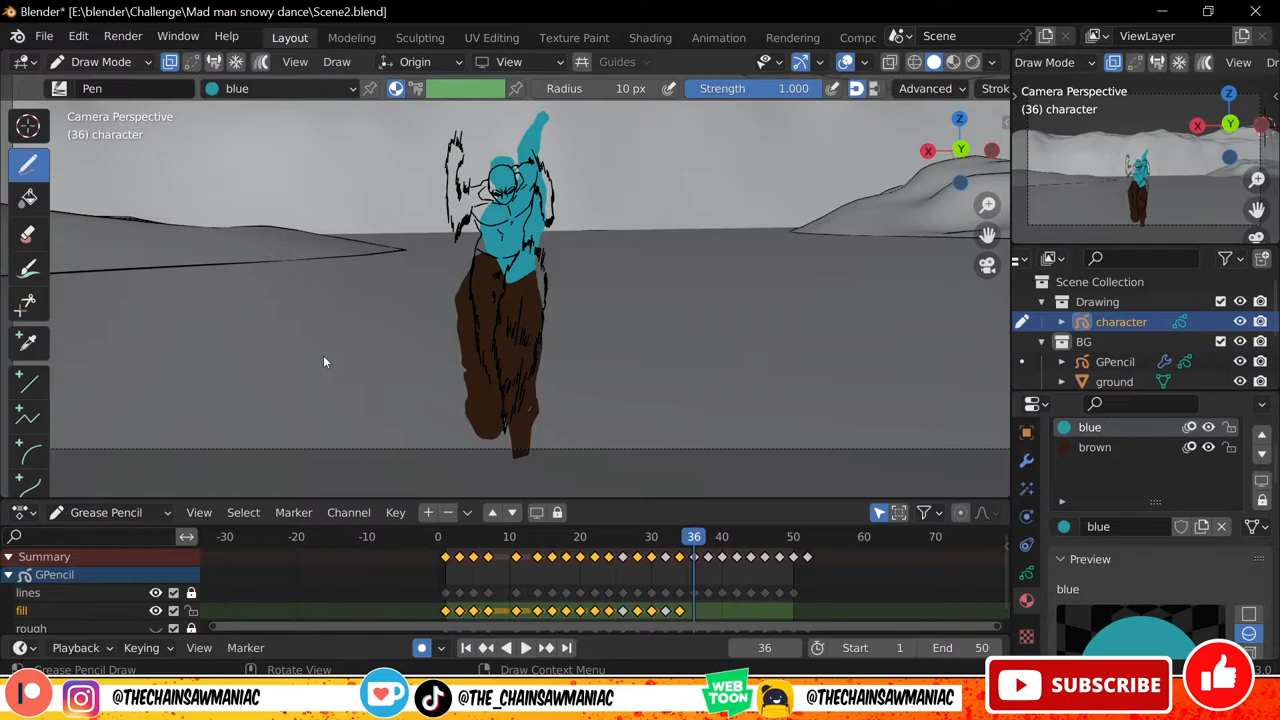 Blender* [E:\blender\Challenge\Mad man snowy dance\Scene2.blend]
File Edit Render Window Help Layout Modeling Sculpting UV Editing Texture Paint Shading Animation Rendering Compc Scene ViewLayer
Draw Mode View Draw Origin View Guides Draw Mode View Dr
Pen blue Radius 10 px Strength 1.000 Advanced Strok
Camera Perspective
(36) character
Z
X Y
Camera Perspective
(36) character
Z
X Y
Scene Collection
Drawing
character
BG
GPencil
ground
blue
brown
blue
Preview
blue
Grease Pencil View Select Marker Channel Key
-30 -20 -10 0 10 20 30 36 40 50 60 70
Summary
GPencil
lines
fill
rough
Playback Keying View Marker 36 Start 1 End 50
Grease Pencil Draw Rotate View Draw Context Menu 3.0
@THECHAINSAWMANIAC @THE_CHAINSAWMANIAC WEB TOON @THECHAINSAWMANIAC SUBSCRIBE